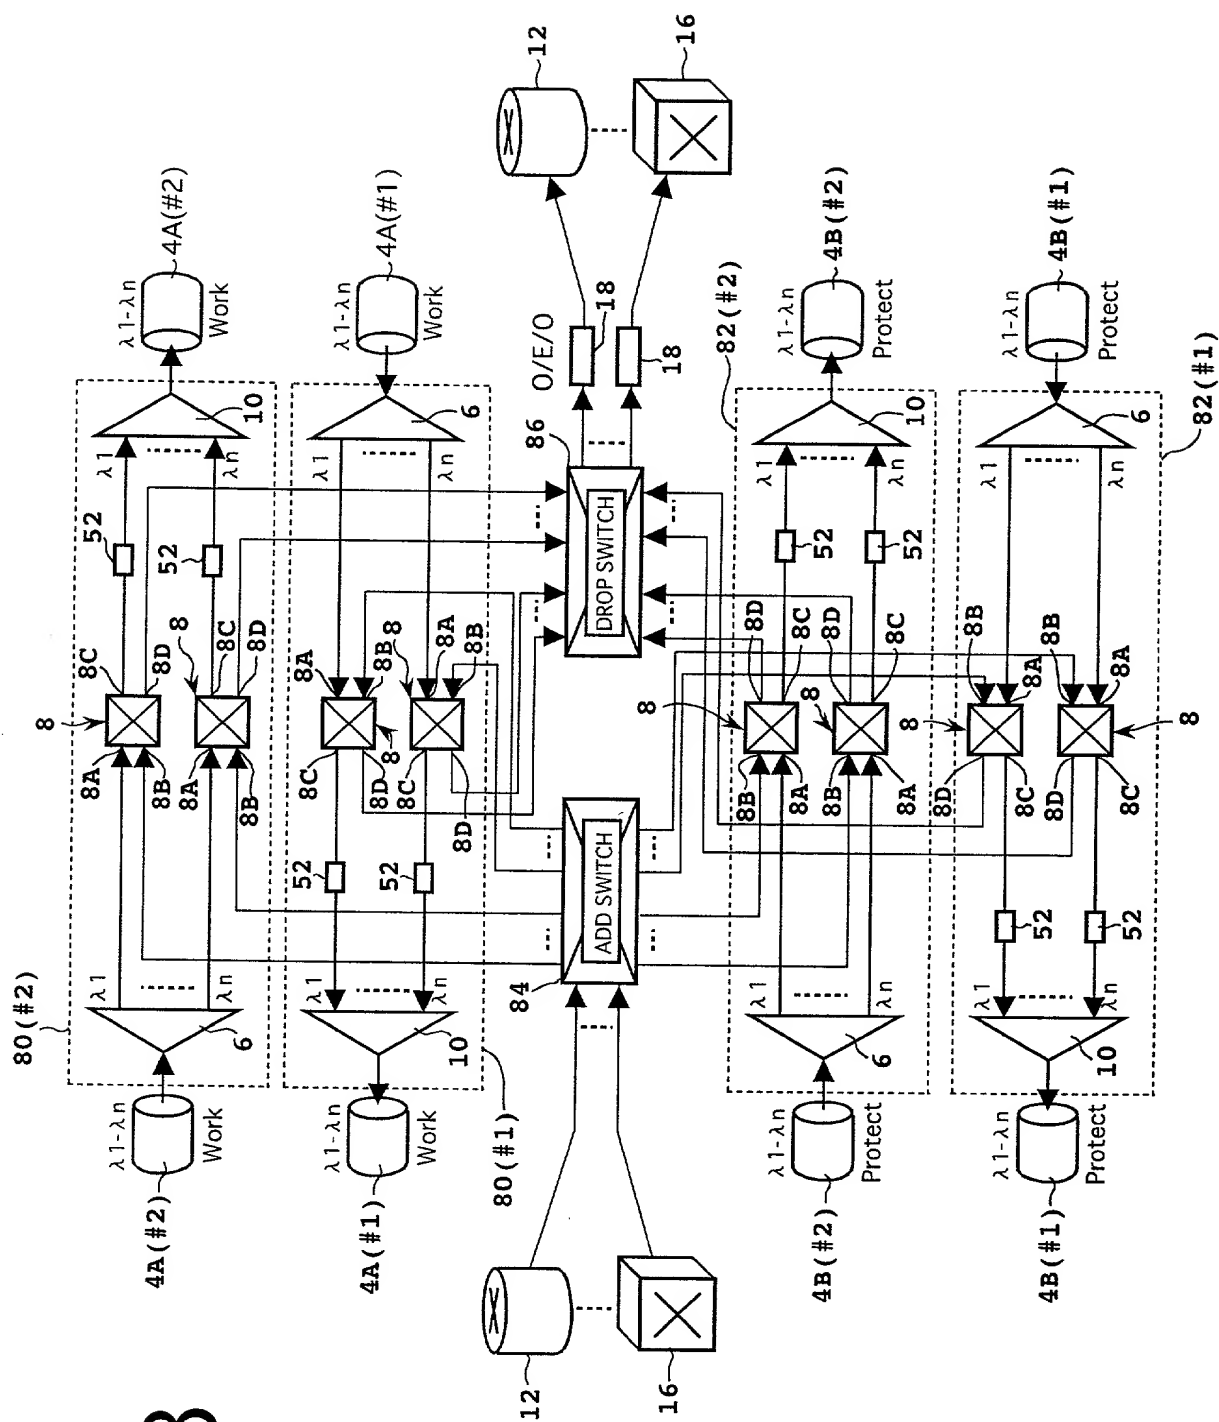 12
16
4A(#2)
λ1-λn
Work
4A(#1)
λ1-λn
Work
O/E/O
18
18
82(#2)
4B(#2)
λ1-λn
Protect
4B(#1)
λ1-λn
Protect
82(#1)
10
λ1
λn
6
λ1
λn
86
DROP SWITCH
10
λ1
λn
6
λ1
λn
52
52
52
52
8C
8D
8
8C
8D
8
8A
8B
8A
8B
8A
8B
8
8A
8B
8
8C
8D
8C
8D
8D
8C
8D
8C
8
8
8B
8A
8B
8A
8B
8A
8B
8A
8
8
8D
8C
8D
8C
52
52
ADD SWITCH
84
52
52
80(#2)
λ1
λn
6
λ1
λn
10
λ1
λn
6
λ1
λn
10
80(#1)
λ1-λn
Work
4A(#2)
λ1-λn
Work
4A(#1)
λ1-λn
Protect
4B(#2)
λ1-λn
Protect
4B(#1)
12
16